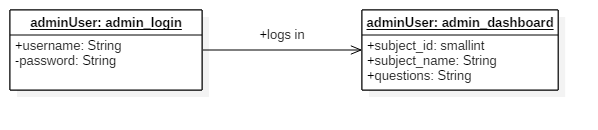 adminUser: admin_login
+username: String
-password: String
+logs in
adminUser: admin_dashboard
+subject_id: smallint
+subject_name: String
+questions: String